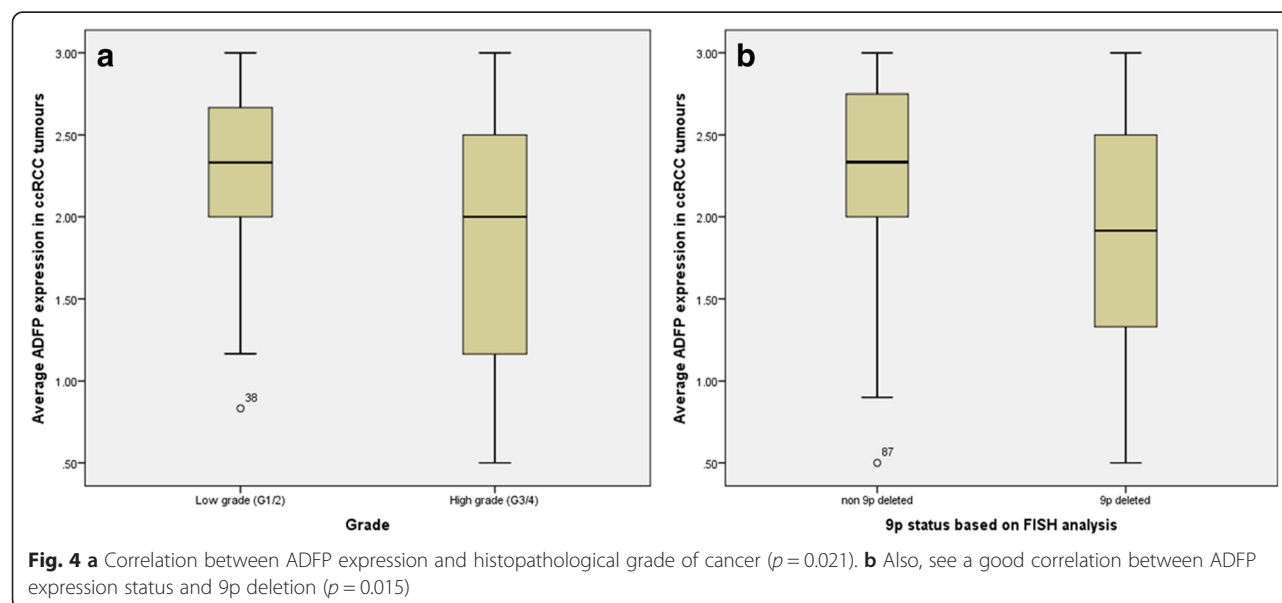 a
Average ADFP expression in ccRCC tumours
3.00
2.50
2.00
1.50
1.00
.50
38
Low grade (G1/2) High grade (G3/4)
Grade
b
Average ADFP expression in ccRCC tumours
3.00
2.50
2.00
1.50
1.00
.50
87
non 9p deleted 9p deleted
9p status based on FISH analysis
Fig. 4 a Correlation between ADFP expression and histopathological grade of cancer (p = 0.021). b Also, see a good correlation between ADFP
expression status and 9p deletion (p = 0.015)